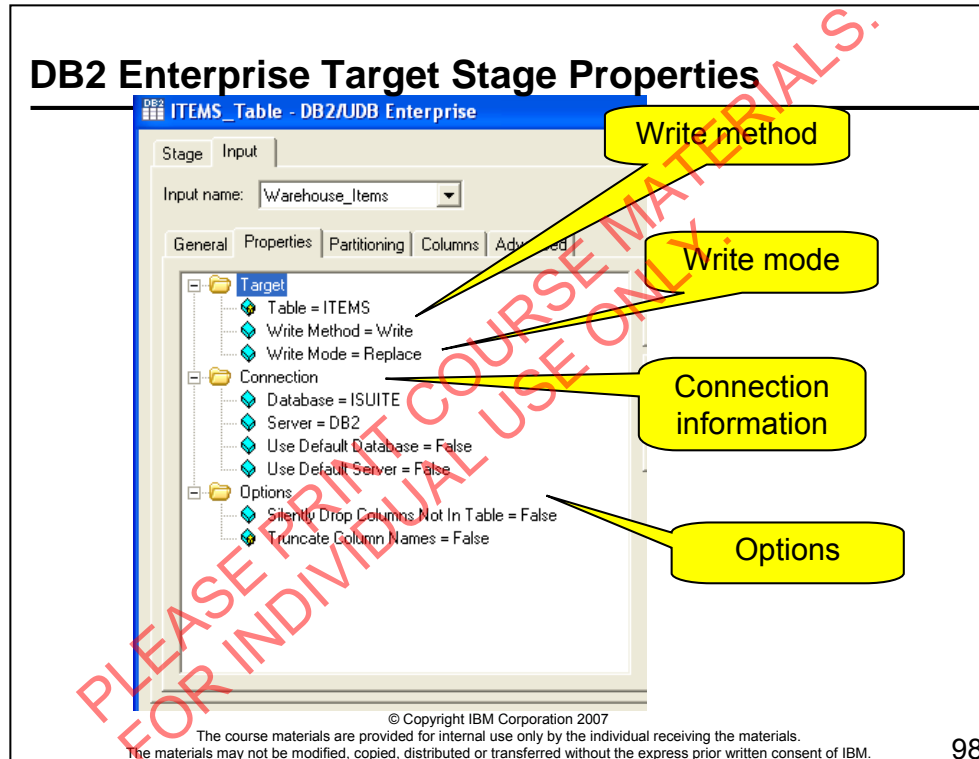 DB2 Enterprise Target Stage Properties
DB2
ITEMS_Table - DB2/UDB Enterprise
Write method
Stage Input
Input name: Warehouse_Items
General Properties Partitioning Columns Advanced
Write mode
Target
Table = ITEMS
Write Method = Write
Write Mode = Replace
Connection
Connection information
Database = ISUITE
Server = DB2
Use Default Database = False
Use Default Server = False
Options
Silently Drop Columns Not In Table = False
Truncate Column Names = False
Options
PLEASE PRINT COURSE MATERIALS.
FOR INDIVIDUAL USE ONLY.
© Copyright IBM Corporation 2007
The course materials are provided for internal use only by the individual receiving the materials.
The materials may not be modified, copied, distributed or transferred without the express prior written consent of IBM.
98